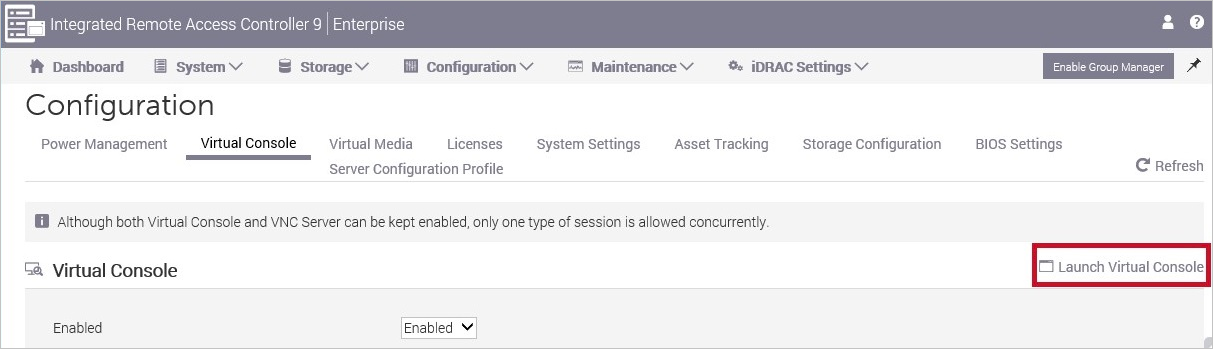 Integrated Remote Access Controller 9 | Enterprise
Dashboard System Storage Configuration Maintenance iDRAC Settings Enable Group Manager
Configuration
Power Management Virtual Console Virtual Media Licenses System Settings Asset Tracking Storage Configuration BIOS Settings
Server Configuration Profile
Refresh
Although both Virtual Console and VNC Server can be kept enabled, only one type of session is allowed concurrently.
Virtual Console Launch Virtual Console
Enabled Enabled